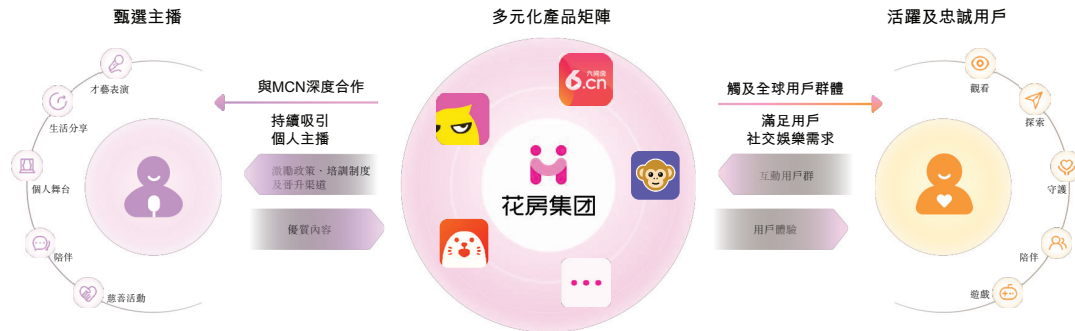 甄選主播
多元化產品矩陣
活躍及忠誠用戶
才藝表演
生活分享
個人舞台
陪伴
慈善活動
與MCN深度合作
持續吸引
個人主播
激勵政策、培訓制度
及晉升渠道
優質內容
六间房
6.cn
花房集团
觸及全球用戶群體
滿足用戶
社交娛樂需求
互動用戶群
用戶體驗
觀看
探索
守護
陪伴
遊戲